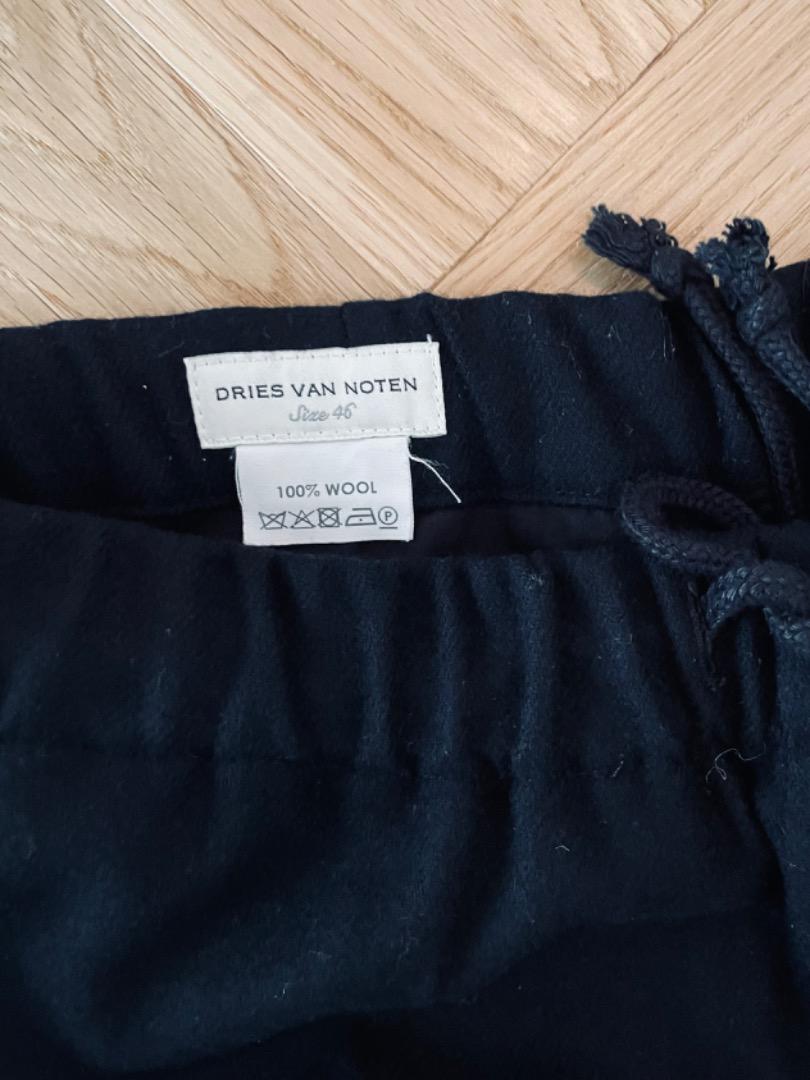 DRIES VAN NOTEN
Size 46
100% WOOL
P